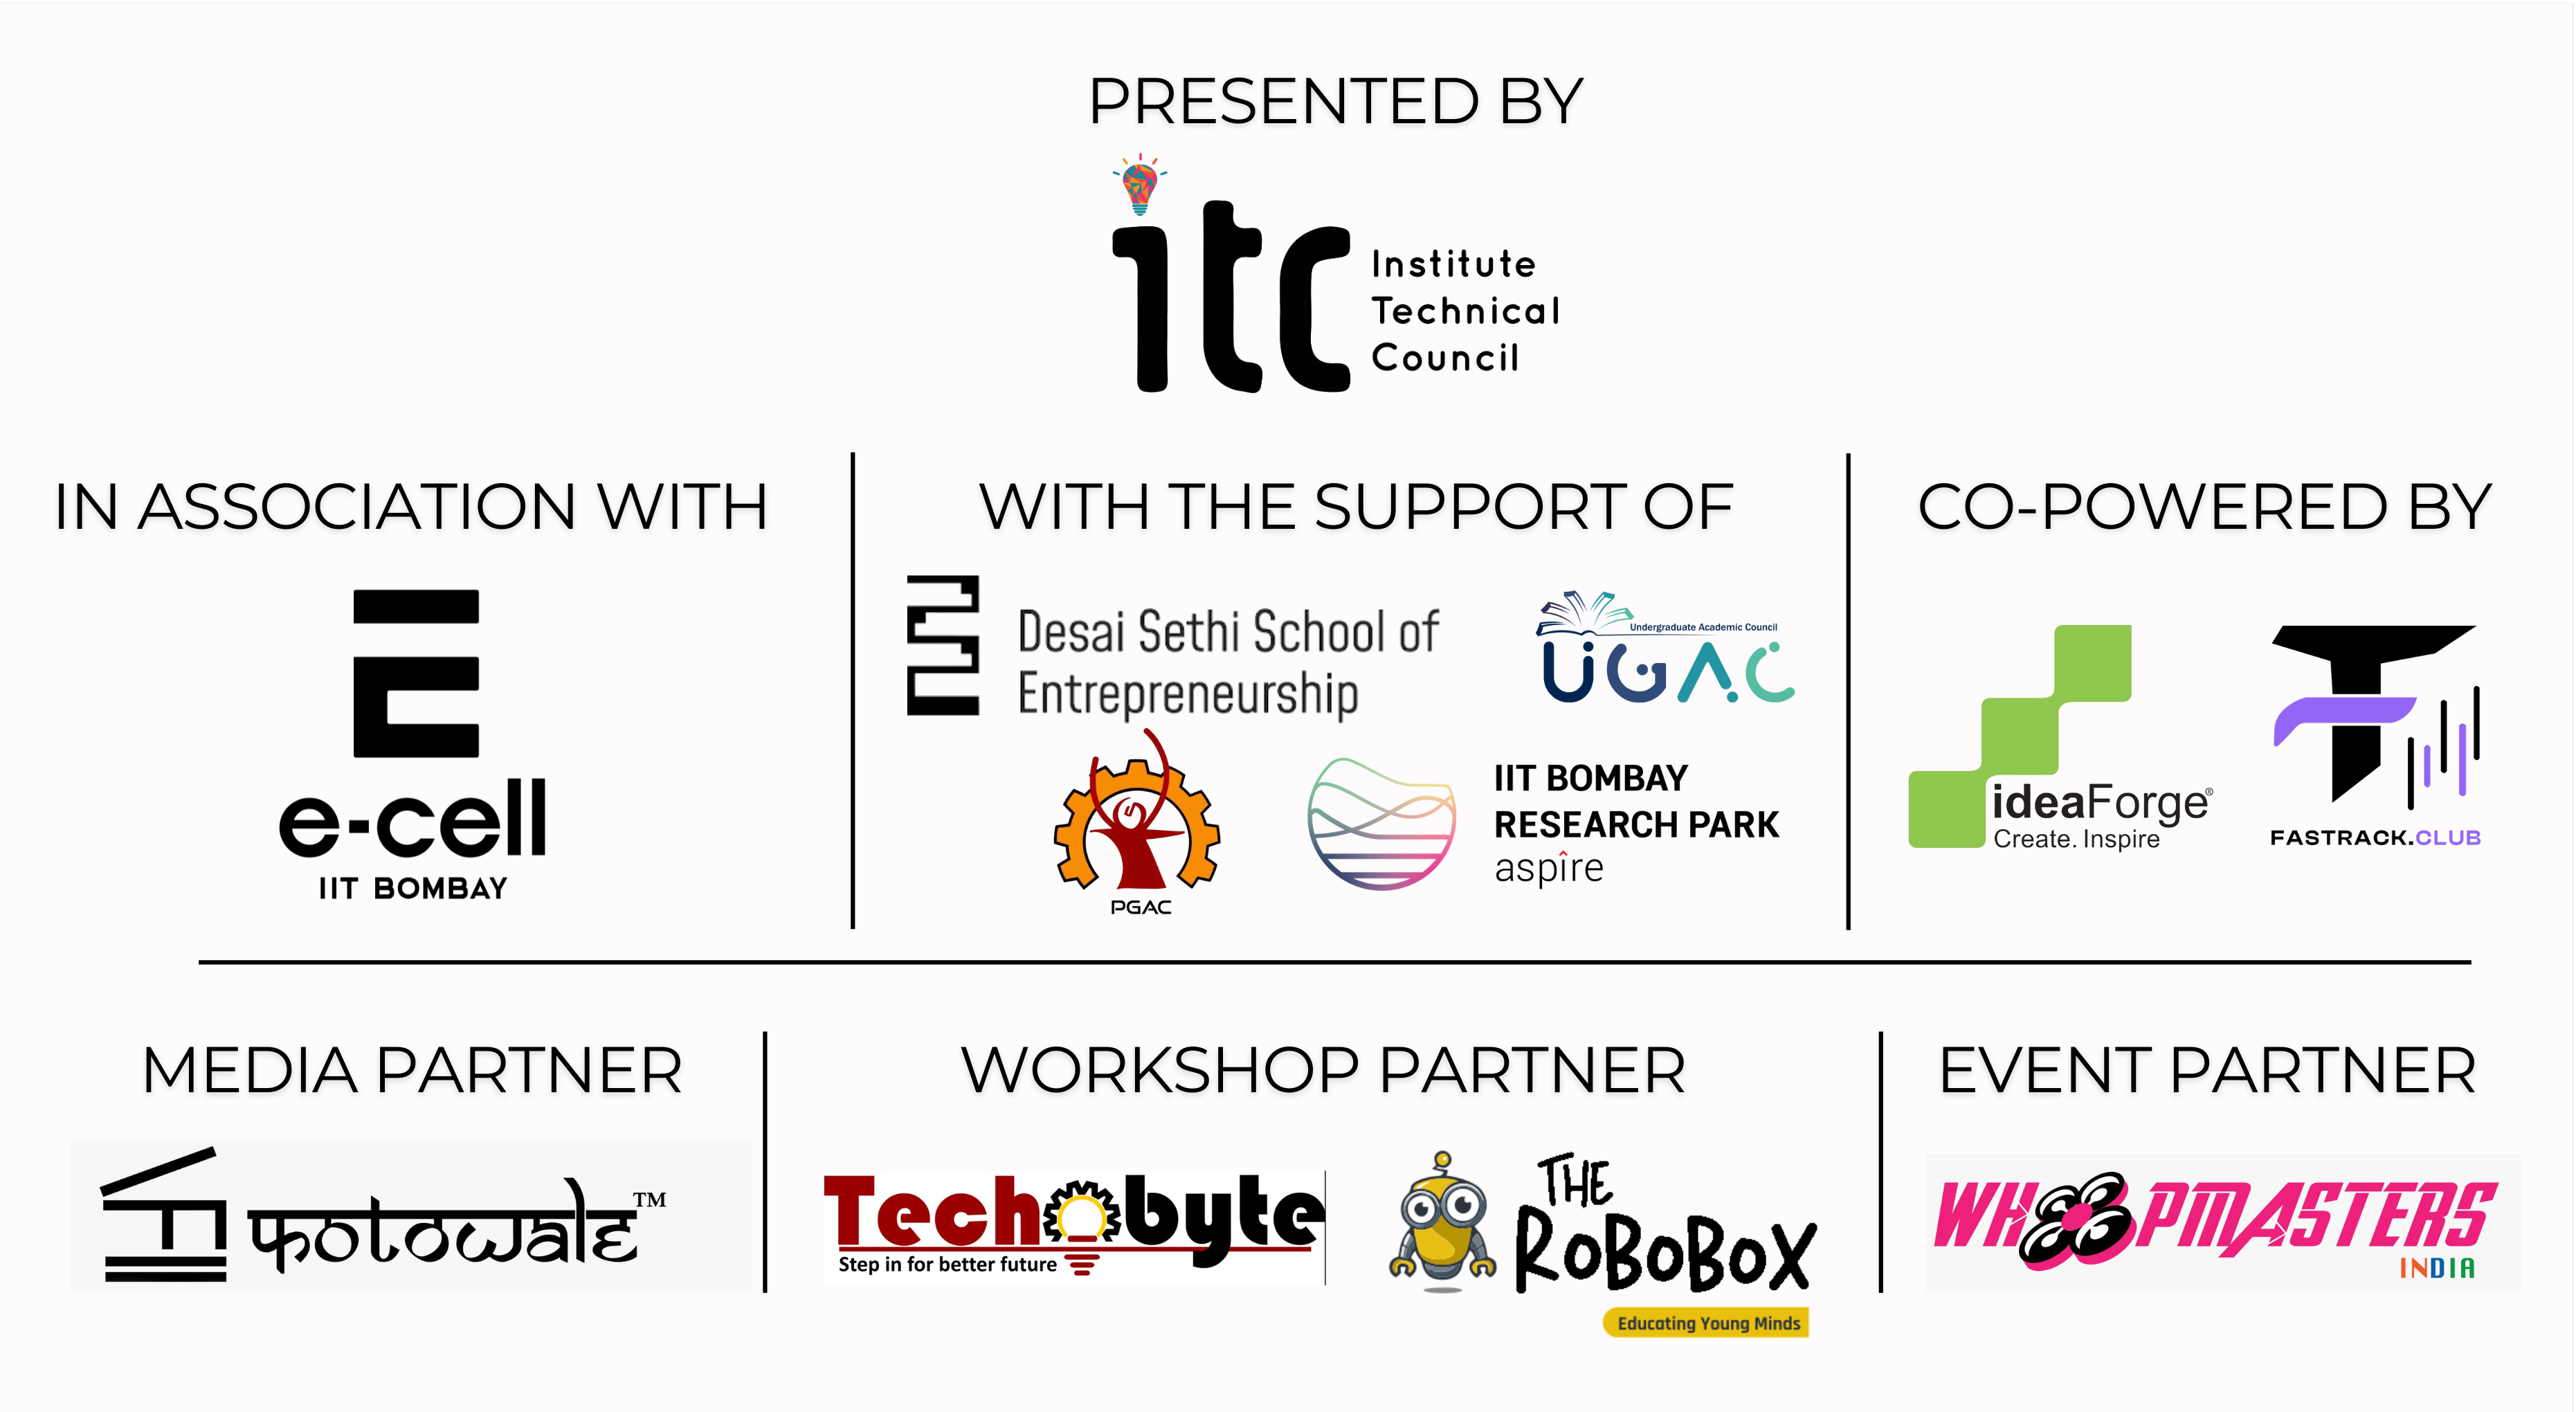 PRESENTED BY
itc
Institute
Technical
Council
IN ASSOCIATION WITH
e-cell
IIT BOMBAY
WITH THE SUPPORT OF
Desai Sethi School of
Entrepreneurship
Undergraduate Academic Council
UGAC
PGAC
IIT BOMBAY
RESEARCH PARK
aspire
CO-POWERED BY
ideaForge®
Create. Inspire
FASTRACK.CLUB
MEDIA PARTNER
फotowale™
WORKSHOP PARTNER
Techobyte
Step in for better future
THE
ROBOBOX
Educating Young Minds
EVENT PARTNER
WHOOPMASTERS
INDIA